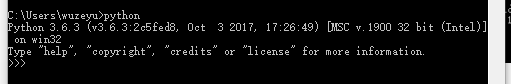 C:\Users\wuzeyu>python
Python 3.6.3 (v3.6.3:2c5fed8, Oct  3 2017, 17:26:49) [MSC v.1900 32 bit (Intel)]
 on win32
Type "help", "copyright", "credits" or "license" for more information.
>>>